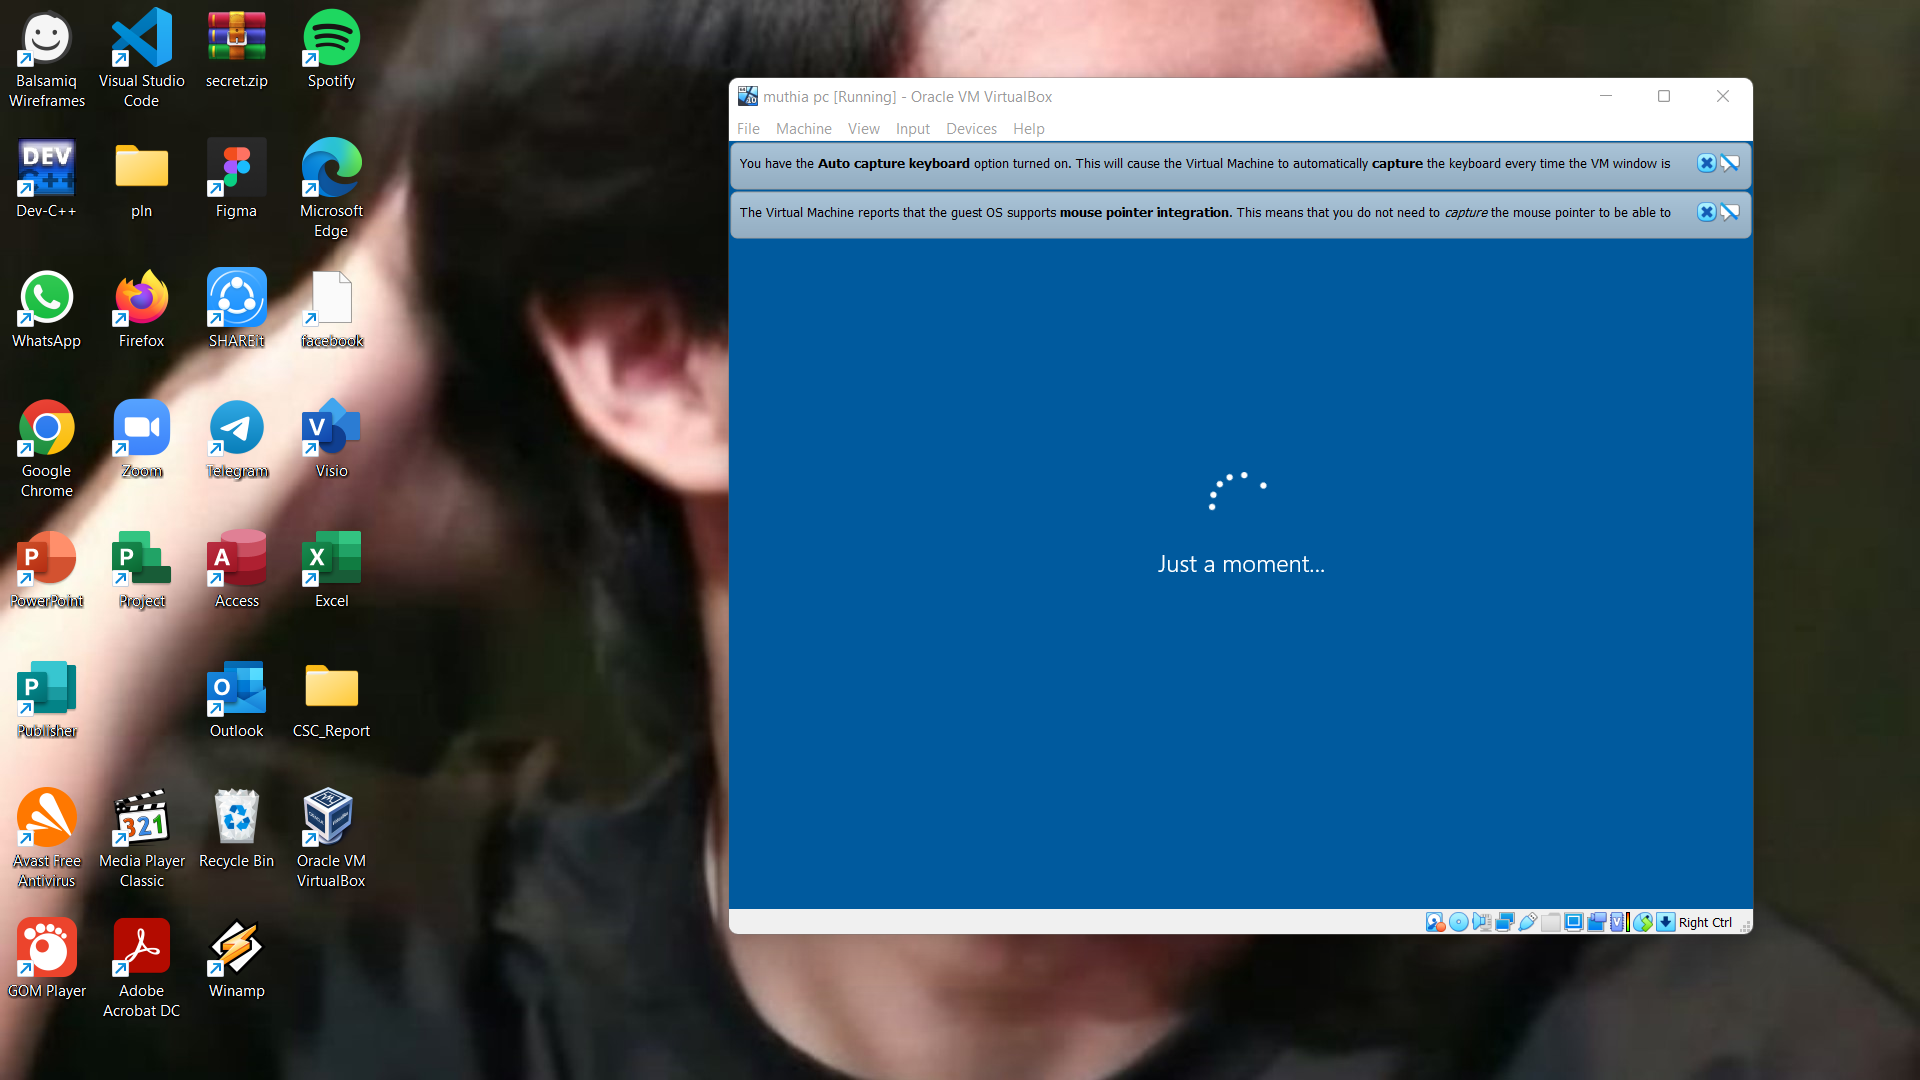 Balsamiq
Wireframes
Visual Studio
Code
secret.zip
Spotify
DEV
C++
Dev-C++
pln
Figma
Microsoft
Edge
WhatsApp
Firefox
SHAREit
facebook
Google
Chrome
Zoom
Telegram
V
Visio
P
PowerPoint
P
Project
A
Access
X
Excel
P
Publisher
O
Outlook
CSC_Report
Avast Free
Antivirus
321
Media Player
Classic
Recycle Bin
Oracle VM
VirtualBox
GOM Player
Adobe
Acrobat DC
Winamp
muthia pc [Running] - Oracle VM VirtualBox
File Machine View Input Devices Help
You have the Auto capture keyboard option turned on. This will cause the Virtual Machine to automatically capture the keyboard every time the VM window is
The Virtual Machine reports that the guest OS supports mouse pointer integration. This means that you do not need to capture the mouse pointer to be able to
Just a moment...
Right Ctrl